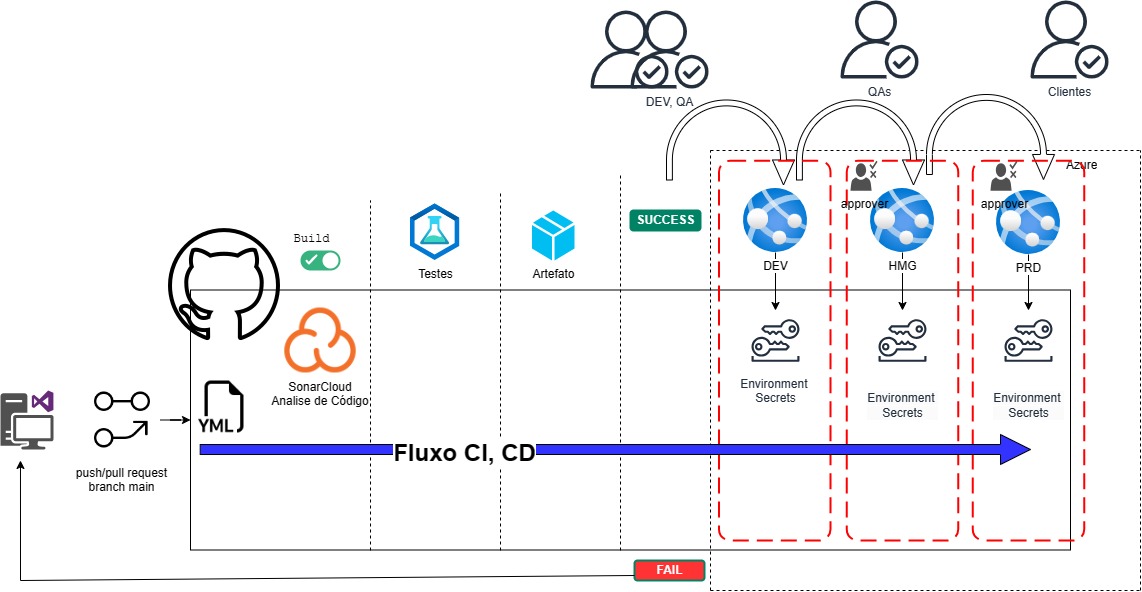 DEV, QA
QAs
Clientes
Azure
approver
approver
SUCCESS
Build
Testes
Artefato
DEV
HMG
PRD
SonarCloud
Analise de Código
YML
Environment
Secrets
Environment
Secrets
Environment
Secrets
Fluxo CI, CD
push/pull request
branch main
FAIL